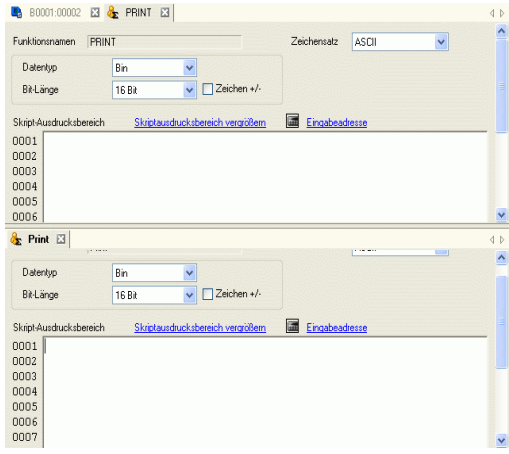 B0001:00002 PRINT
Funktionsnamen PRINT Zeichensatz ASCII
Datentyp Bin
Bit-Länge 16 Bit Zeichen +/-
Skript-Ausdrucksbereich Skriptausdrucksbereich vergrößern Eingabeadresse
0001
0002
0003
0004
0005
0006
Print
Datentyp Bin
Bit-Länge 16 Bit Zeichen +/-
Skript-Ausdrucksbereich Skriptausdrucksbereich vergrößern Eingabeadresse
0001
0002
0003
0004
0005
0006
0007